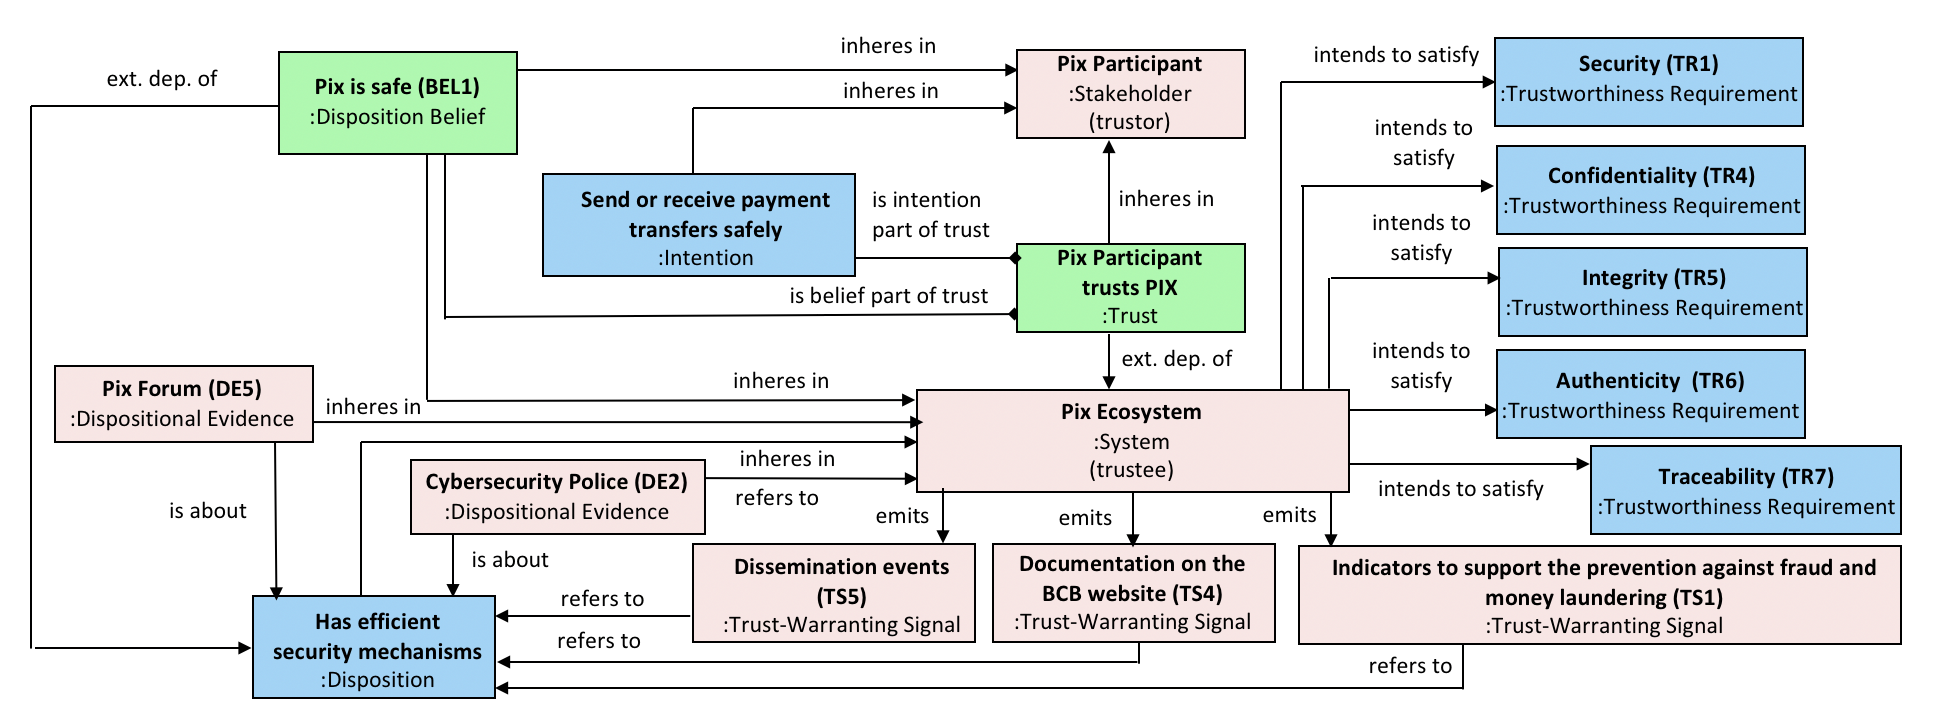 ext. dep. of
Pix is safe (BEL1)
:Disposition Belief
inheres in
inheres in
Pix Participant
:Stakeholder
(trustor)
intends to satisfy
Security (TR1)
:Trustworthiness Requirement
intends to
satisfy
Confidentiality (TR4)
:Trustworthiness Requirement
Send or receive payment
transfers safely
:Intention
is intention
part of trust
inheres in
intends to
satisfy
Integrity (TR5)
:Trustworthiness Requirement
Pix Participant
trusts PIX
:Trust
is belief part of trust
ext. dep. of
intends to
satisfy
Authenticity  (TR6)
:Trustworthiness Requirement
Pix Forum (DE5)
:Dispositional Evidence
inheres in
inheres in
Pix Ecosystem
:System
(trustee)
Cybersecurity Police (DE2)
:Dispositional Evidence
inheres in
refers to
intends to satisfy
Traceability (TR7)
:Trustworthiness Requirement
is about
is about
emits
emits
emits
Dissemination events
(TS5)
:Trust-Warranting Signal
Documentation on the
BCB website (TS4)
:Trust-Warranting Signal
Indicators to support the prevention against fraud and
money laundering (TS1)
:Trust-Warranting Signal
Has efficient
security mechanisms
:Disposition
refers to
refers to
refers to